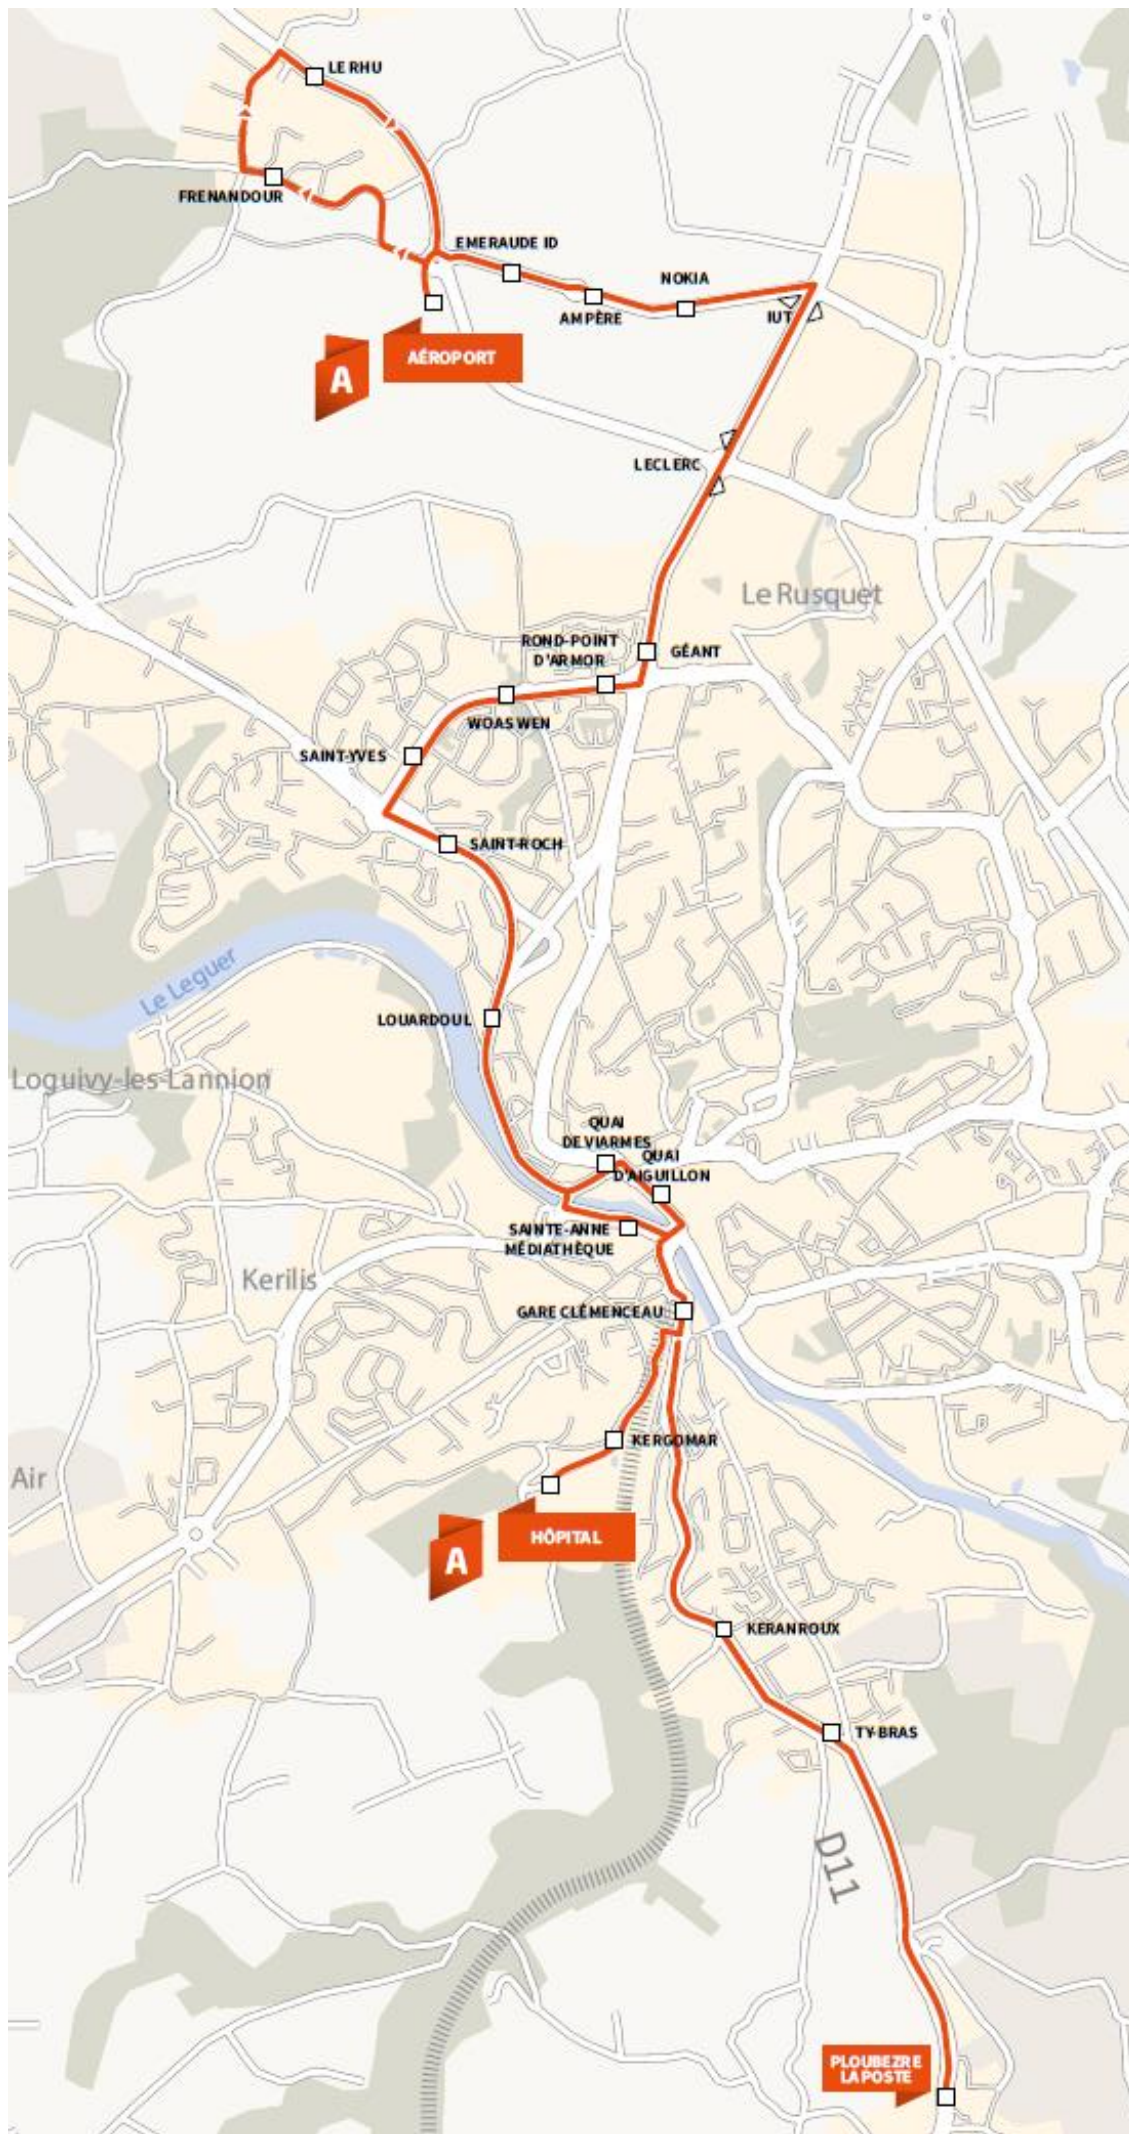 LE RHU
FRENANDOUR
EMERAUDE ID
NOKIA
AMPÈRE
IUT
AÉROPORT
A
LECLERC
Le Rusquet
ROND-POINT
D'ARMOR
GÉANT
WOAS WEN
SAINT-YVES
SAINT-ROCH
Le Leguer
LOUARDOUL
Loguivy-les-Lannion
QUAI
DE VIARMES
QUAI
D'AIGUILLON
SAINTE-ANNE
MÉDIATHÈQUE
Kerilis
GARE CLÉMENCEAU
KERGOMAR
Air
HÔPITAL
A
KERANROUX
TY-BRAS
D11
PLOUBEZRE
LA POSTE